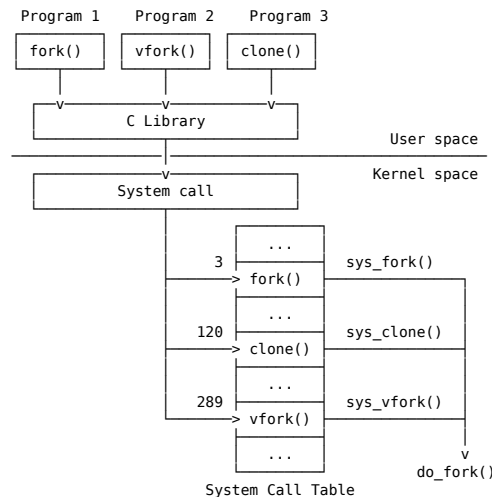 Program 1 Program 2 Program 3
fork() vfork() clone()
C Library
User space
Kernel space
System call
...
3 sys_fork()
fork()
...
120 sys_clone()
clone()
...
289 sys_vfork()
vfork()
...
do_fork()
System Call Table